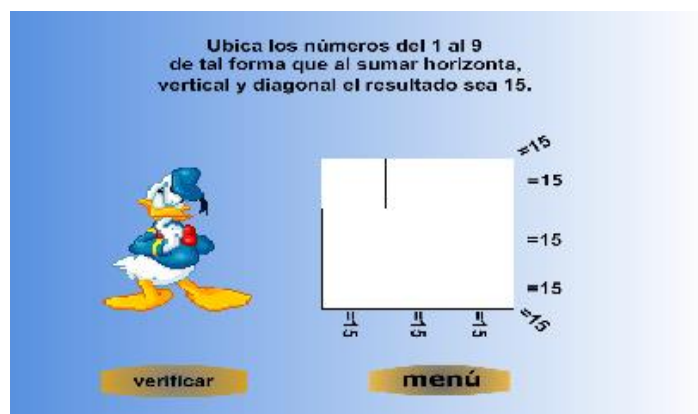 Ubica los números del 1 al 9
de tal forma que al sumar horizonta,
vertical y diagonal el resultado sea 15.
=15
=15
=15
=15
=15
=15
=15
=15
verificar
menú